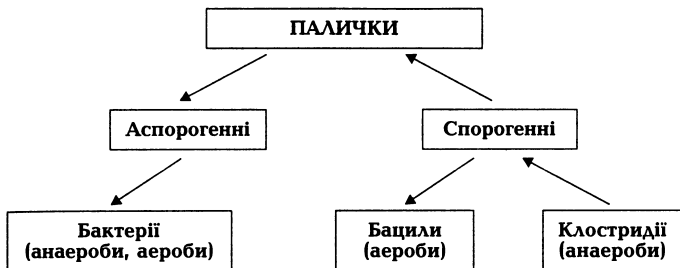 ПАЛИЧКИ
Аспорогенні
Спорогенні
Бактерії
(анаероби, аероби)
Бацили
(аероби)
Клостридії
(анаероби)